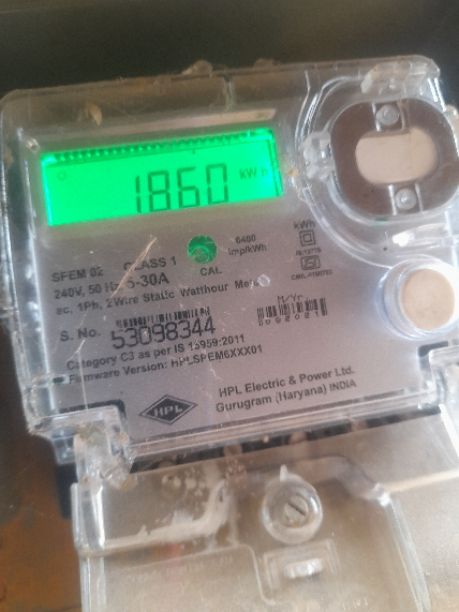 1860 kWh
kWh
6400
imp/kWh
SFEM 02 CLASS 1
CAL.
240V, 50 Hz 5-30A
ac, 1Ph, 2Wire Static Watthour Meter
M/Yr
S. No. 53098344
Category C3 as per IS 15959:2011
Firmware Version: HPLSPEM6XXX01
HPL
HPL Electric & Power Ltd.
Gurugram (Haryana) INDIA